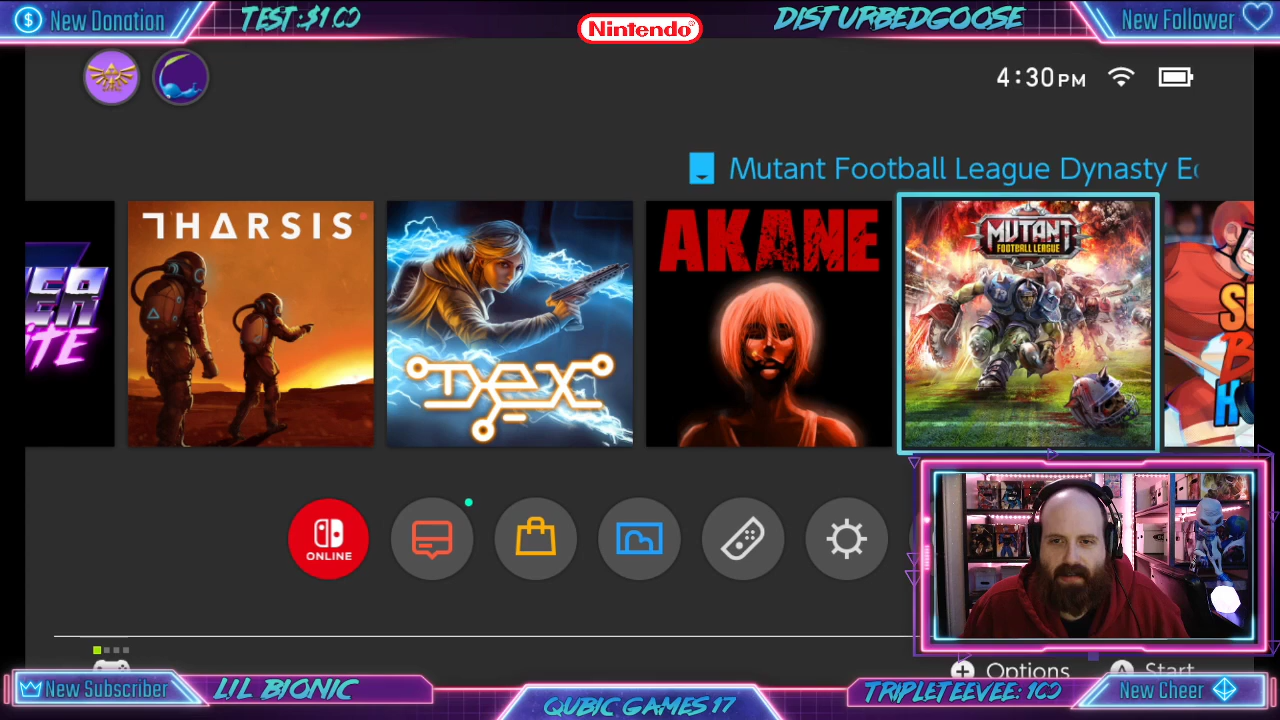 New Donation
TEST: $1.00
Nintendo®
DISTURBEDGOOSE
New Follower
4:30 PM
Mutant Football League Dynasty Ed
THARSIS
DEX
AKANE
MUTANT
FOOTBALL LEAGUE
ONLINE
Options
Start
New Subscriber
LIL BIONIC
QUBIC GAMES 17
TRIPLETEEVEE: 100
New Cheer